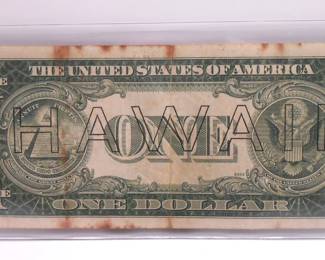 THE UNITED STATES OF AMERICA
HAWAII
ONE
ONE DOLLAR